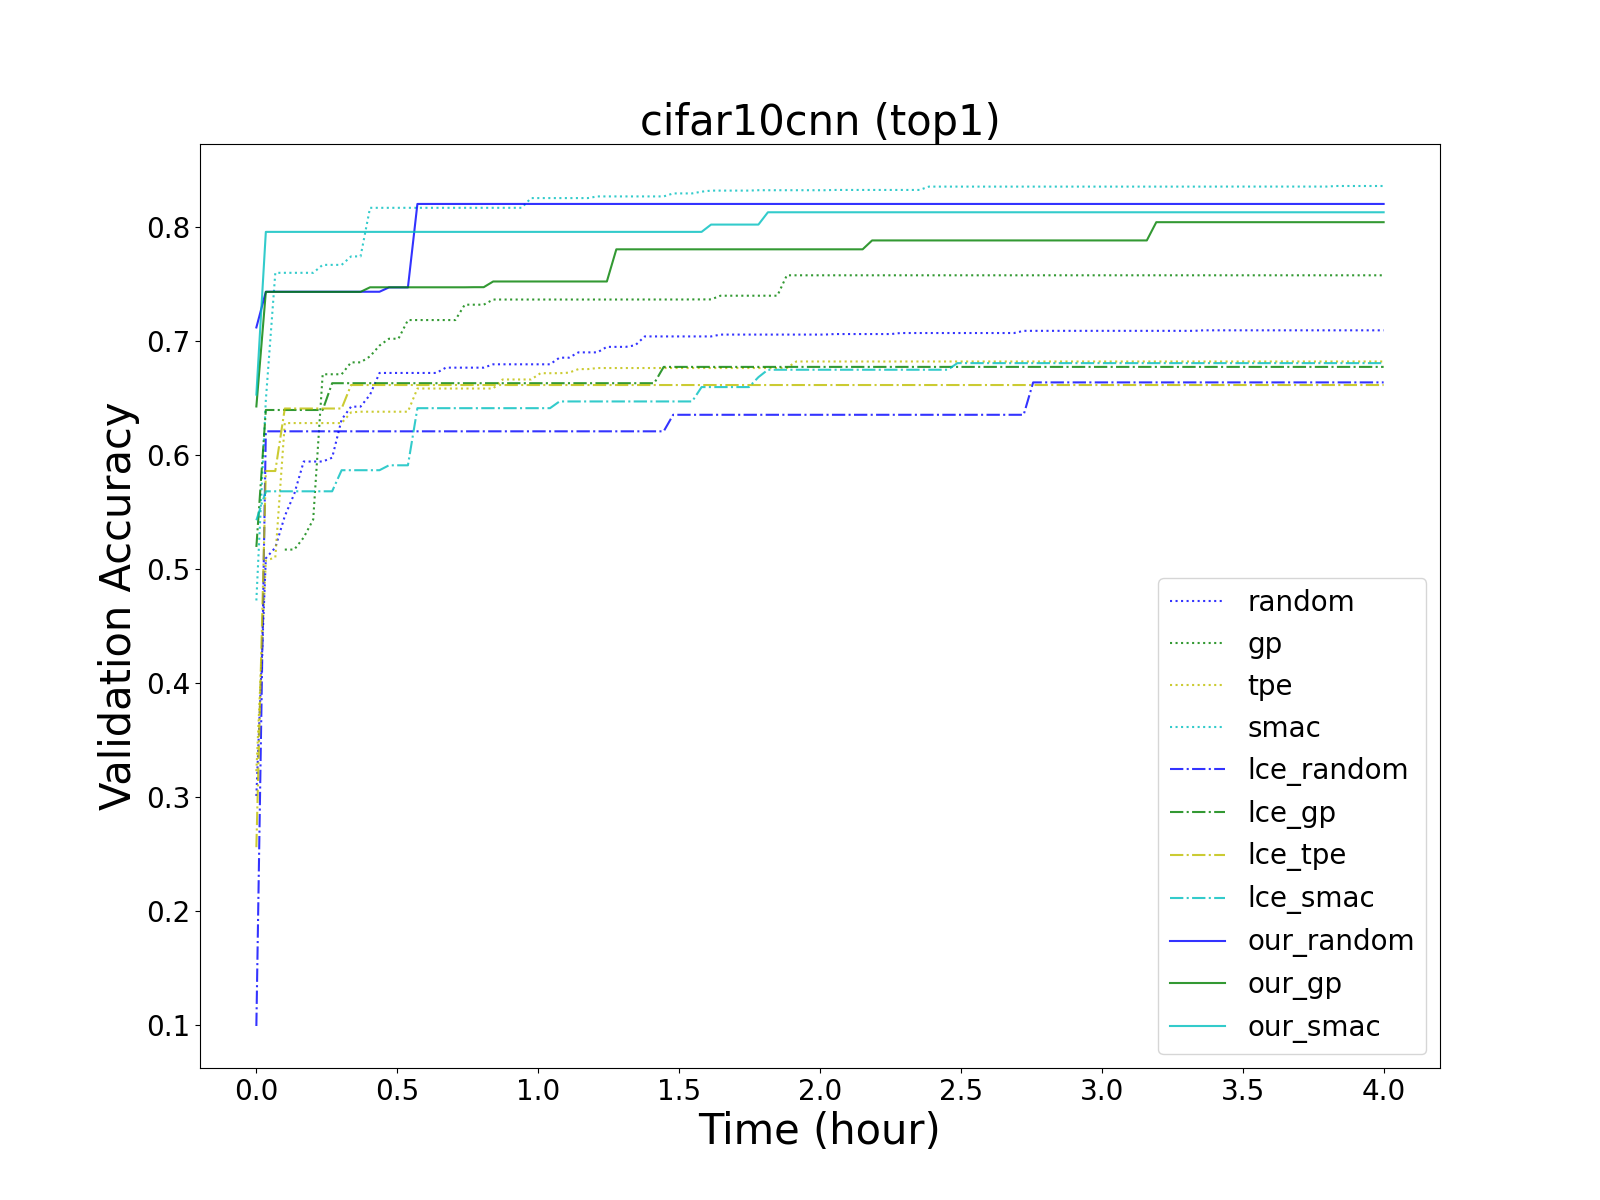 cifar10cnn (top1)
Validation Accuracy
0.8
0.7
0.6
0.5
0.4
0.3
0.2
0.1
random
gp
tpe
smac
lce_random
lce_gp
lce_tpe
lce_smac
our_random
our_gp
our_smac
0.0 0.5 1.0 1.5 2.0 2.5 3.0 3.5 4.0
Time (hour)